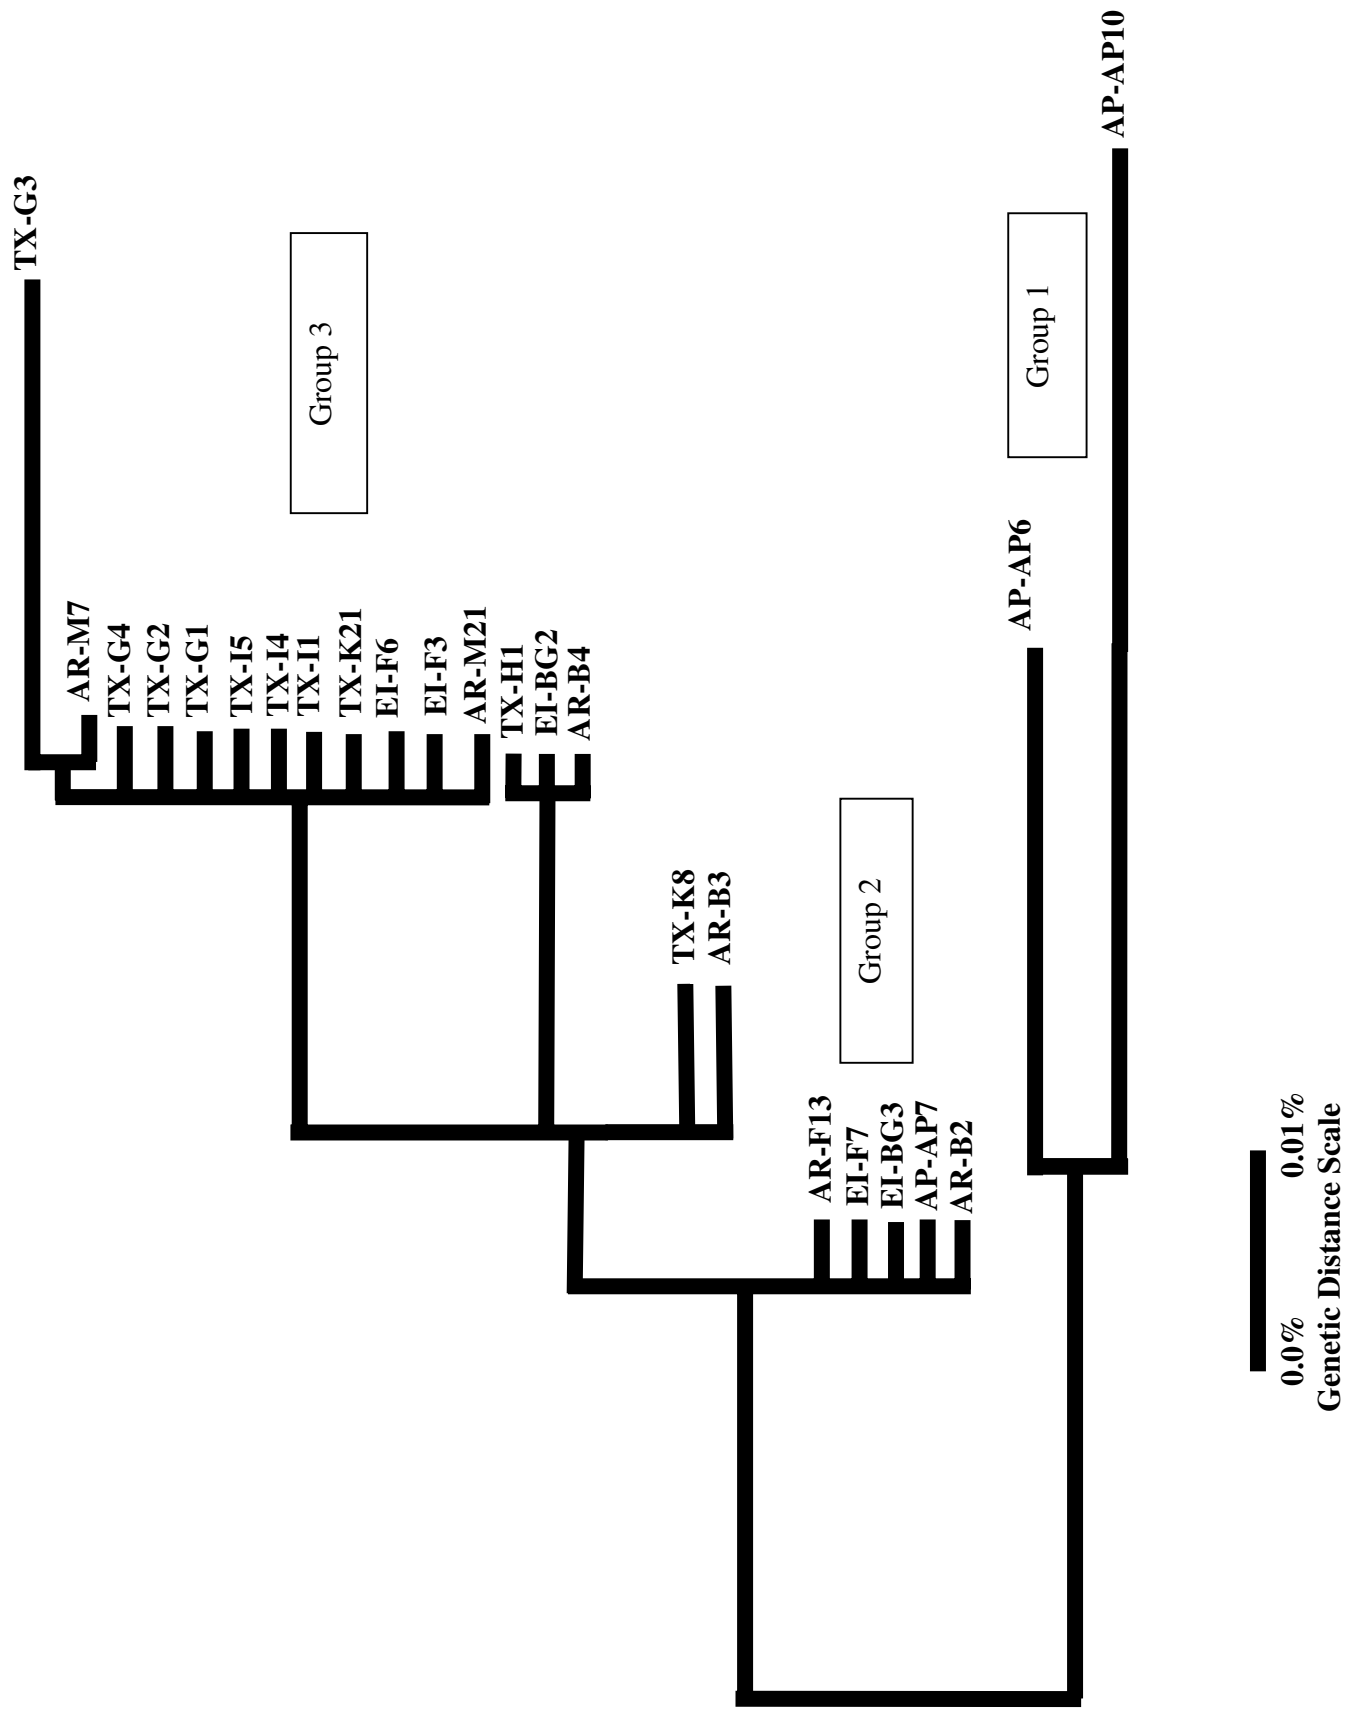 TX-G3
AR-M7
TX-G4
TX-G2
TX-G1
TX-I5
TX-I4
TX-I1
TX-K21
EI-F6
EI-F3
AR-M21
TX-H1
EI-BG2
AR-B4
Group 3
TX-K8
AR-B3
AR-F13
EI-F7
EI-BG3
AP-AP7
AR-B2
Group 2
AP-AP6
Group 1
AP-AP10
0.0% 0.01%
Genetic Distance Scale